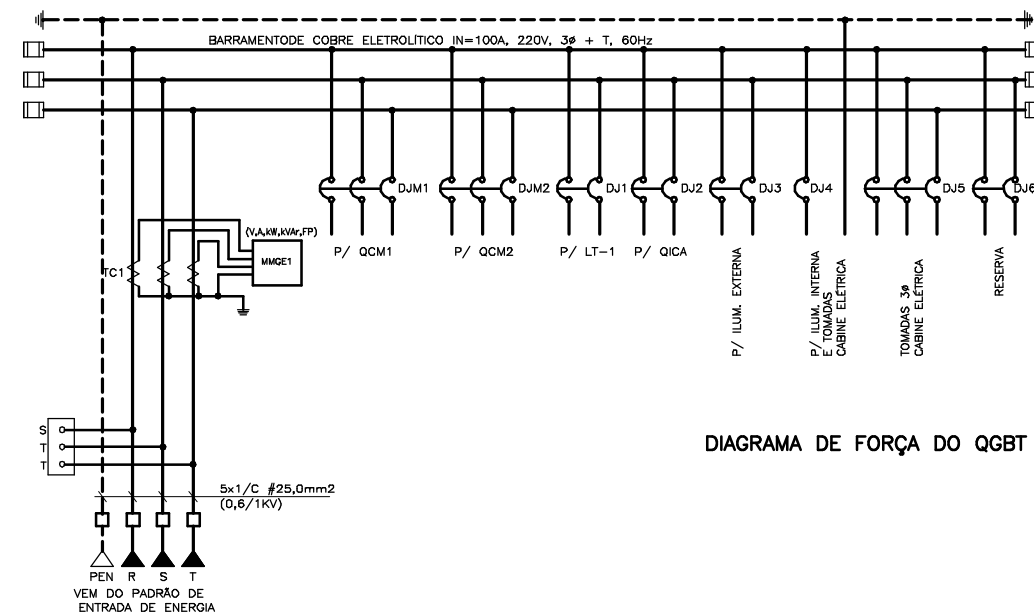 BARRAMENTODE COBRE ELETROLÍTICO IN=100A, 220V, 3ø + T, 60Hz
DJM1
DJM2
DJ1
DJ2
DJ3
DJ4
DJ5
DJ6
P/ QCM1
P/ QCM2
P/ LT-1
P/ QICA
P/ ILUM. EXTERNA
P/ ILUM. INTERNA
E TOMADAS
CABINE ELÉTRICA
TOMADAS 3ø
CABINE ELÉTRICA
RESERVA
(V,A,kW,kVAr,FP)
MMGE1
TC1
S
T
T
DIAGRAMA DE FORÇA DO QGBT
5x1/C #25,0mm2
(0,6/1KV)
PEN R S T
VEM DO PADRÃO DE
ENTRADA DE ENERGIA